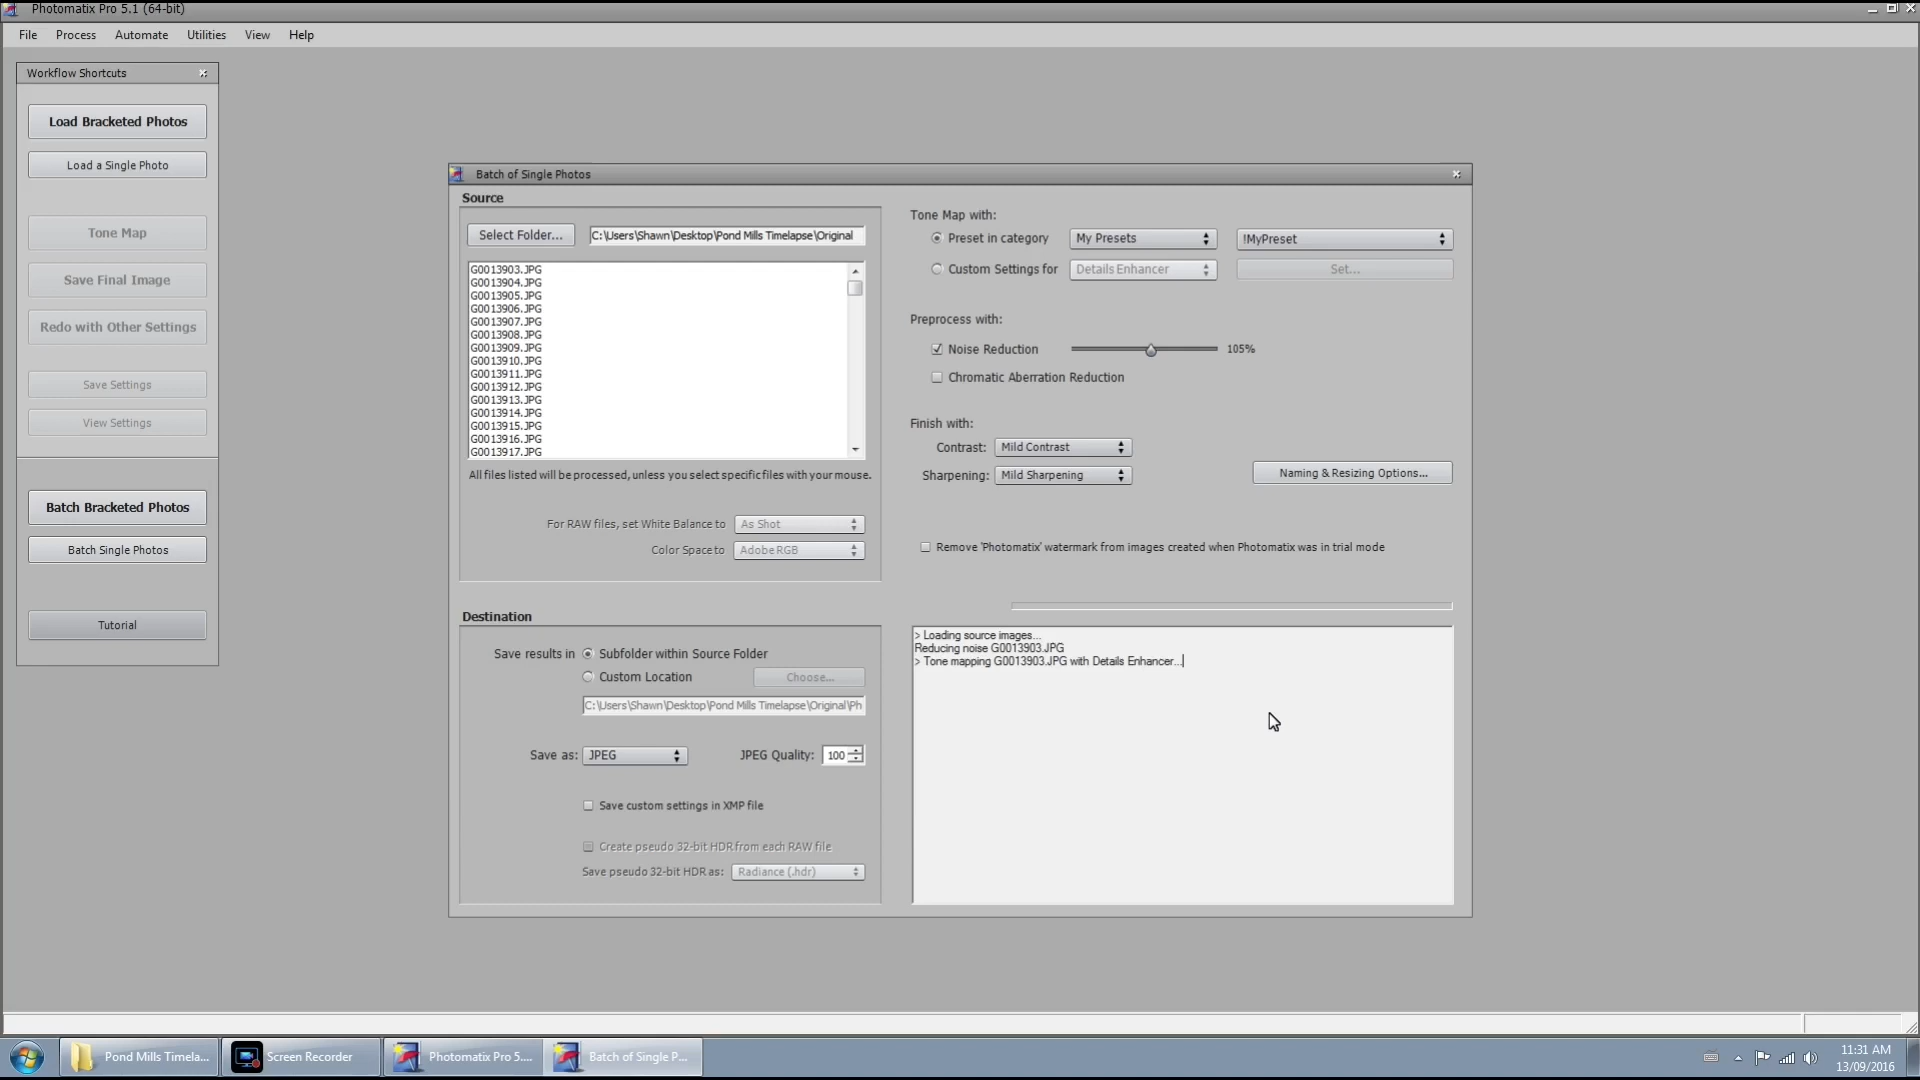 Photomatix Pro 5.1 (64-bit)
File Process Automate Utilities View Help
Workflow Shortcuts
Load Bracketed Photos
Load a Single Photo
Tone Map
Save Final Image
Redo with Other Settings
Save Settings
View Settings
Batch Bracketed Photos
Batch Single Photos
Tutorial
Batch of Single Photos
Source
Select Folder... C:\Users\Shawn\Desktop\Pond Mills Timelapse\Original
G0013903.JPG
G0013904.JPG
G0013905.JPG
G0013906.JPG
G0013907.JPG
G0013908.JPG
G0013909.JPG
G0013910.JPG
G0013911.JPG
G0013912.JPG
G0013913.JPG
G0013914.JPG
G0013915.JPG
G0013916.JPG
G0013917.JPG
All files listed will be processed, unless you select specific files with your mouse.
For RAW files, set White Balance to As Shot
Color Space to Adobe RGB
Destination
Save results in Subfolder within Source Folder
Custom Location Choose...
C:\Users\Shawn\Desktop\Pond Mills Timelapse\Original\Ph
Save as: JPEG JPEG Quality: 100
Save custom settings in XMP file
Create pseudo 32-bit HDR from each RAW file
Save pseudo 32-bit HDR as: Radiance (.hdr)
Tone Map with:
Preset in category My Presets !MyPreset
Custom Settings for Details Enhancer Set...
Preprocess with:
Noise Reduction 105%
Chromatic Aberration Reduction
Finish with:
Contrast: Mild Contrast
Sharpening: Mild Sharpening
Naming & Resizing Options...
Remove 'Photomatix' watermark from images created when Photomatix was in trial mode
> Loading source images...
Reducing noise G0013903.JPG
> Tone mapping G0013903.JPG with Details Enhancer...
Pond Mills Timela... Screen Recorder Photomatix Pro 5.... Batch of Single P...
11:31 AM
13/09/2016